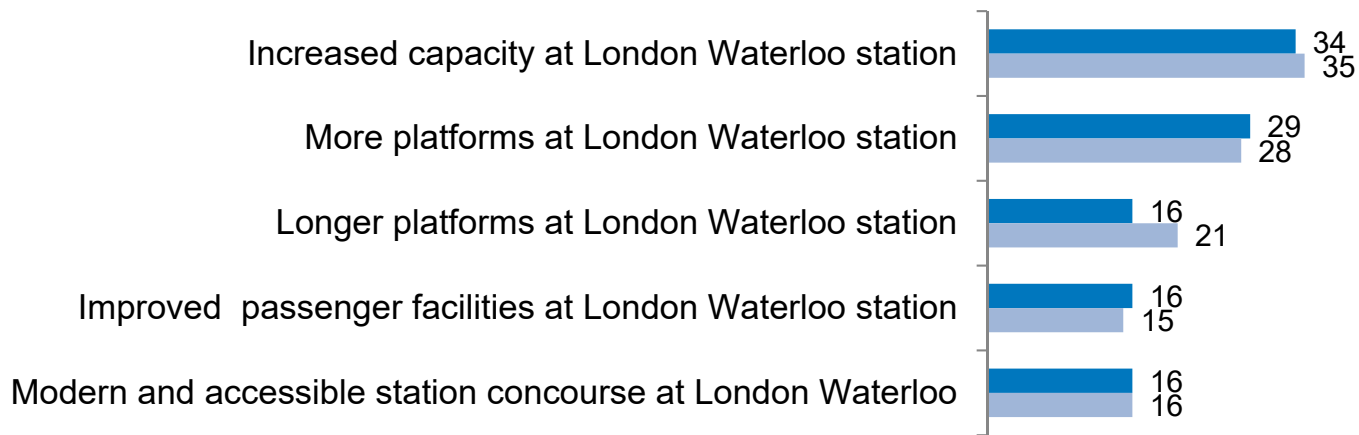 Increased capacity at London Waterloo station
34
35
More platforms at London Waterloo station
29
28
Longer platforms at London Waterloo station
16
21
Improved  passenger facilities at London Waterloo station
16
15
Modern and accessible station concourse at London Waterloo
16
16